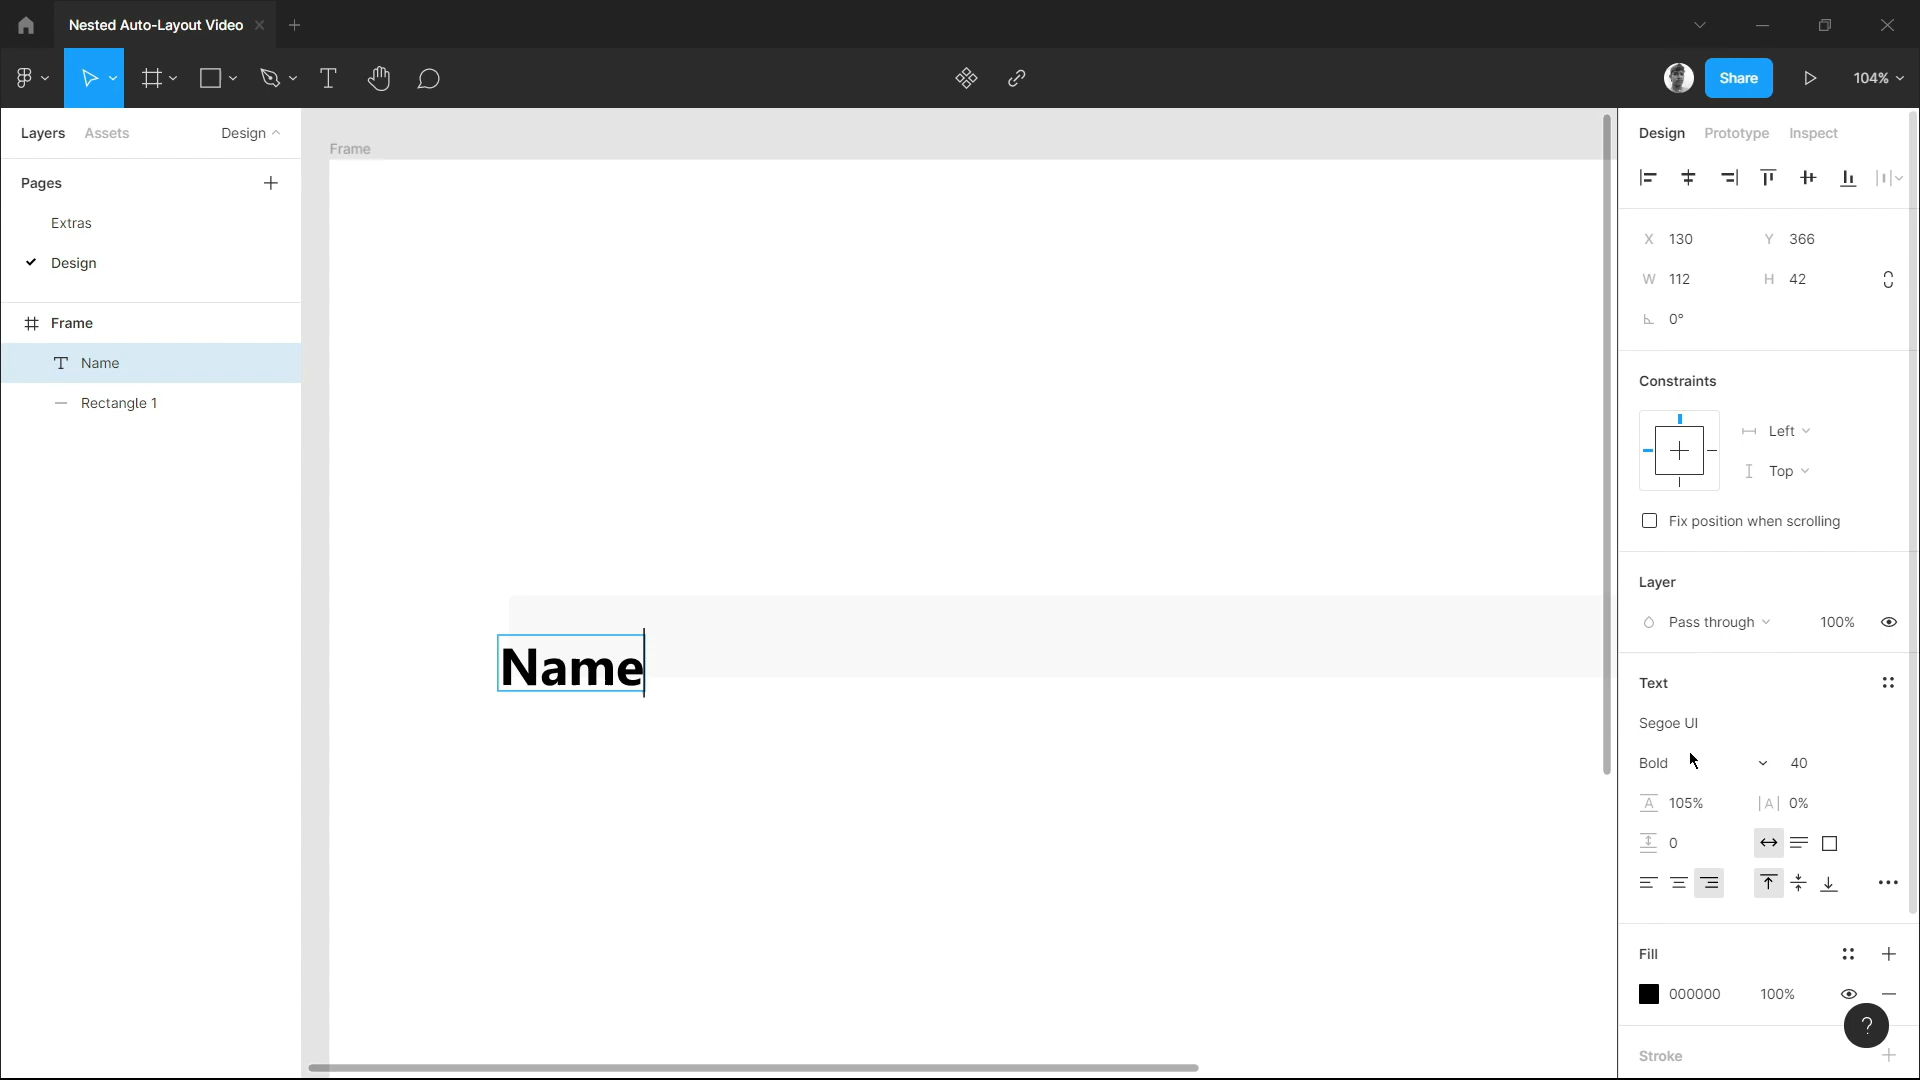 Nested Auto-Layout Video
Share
104%
Layers
Assets
Design
Pages
Extras
Design
Frame
Name
Rectangle 1
Frame
Name
Design
Prototype
Inspect
X 130
Y 366
W 112
H 42
0°
Constraints
Left
Top
Fix position when scrolling
Layer
Pass through
100%
Text
Segoe UI
Bold
40
A 105%
|A| 0%
0
Fill
000000
100%
?
Stroke